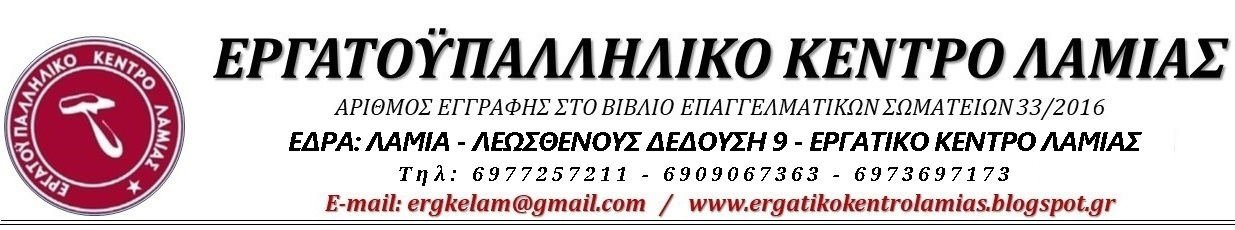 ΕΡΓΑΤΟΫΠΑΛΛΗΛΙΚΟ ΚΕΝΤΡΟ ΛΑΜΙΑΣ
ΕΡΓΑΤΟΫΠΑΛΛΗΛΙΚΟ ΚΕΝΤΡΟ ΛΑΜΙΑΣ
ΑΡΙΘΜΟΣ ΕΓΓΡΑΦΗΣ ΣΤΟ ΒΙΒΛΙΟ ΕΠΑΓΓΕΛΜΑΤΙΚΩΝ ΣΩΜΑΤΕΙΩΝ 33/2016
ΕΔΡΑ: ΛΑΜΙΑ - ΛΕΩΣΘΕΝΟΥΣ ΔΕΔΟΥΣΗ 9 - ΕΡΓΑΤΙΚΟ ΚΕΝΤΡΟ ΛΑΜΙΑΣ
Τηλ: 6977257211 - 6909067363 - 6973697173
E-mail: ergkelam@gmail.com / www.ergatikokentrolamias.blogspot.gr